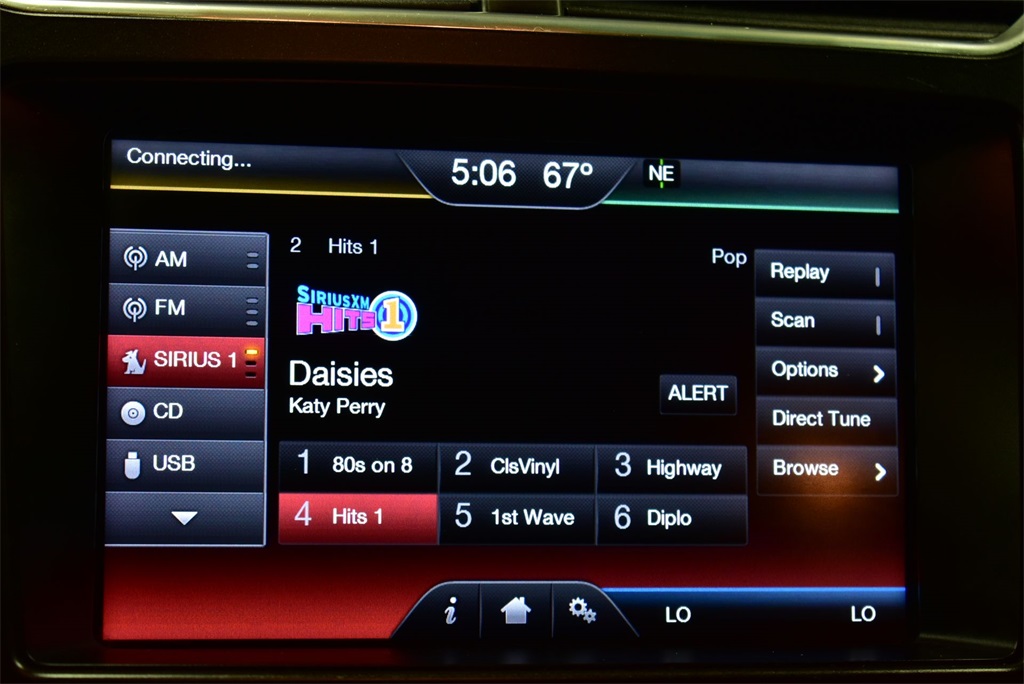 Connecting...
5:06 67º
NE
AM
FM
SIRIUS 1
CD
USB
2 Hits 1
Pop
SIRIUSXM
HITS 1
Daisies
Katy Perry
ALERT
1 80s on 8
2 ClsVinyl
3 Highway
4 Hits 1
5 1st Wave
6 Diplo
Replay
Scan
Options
Direct Tune
Browse
i
LO
LO